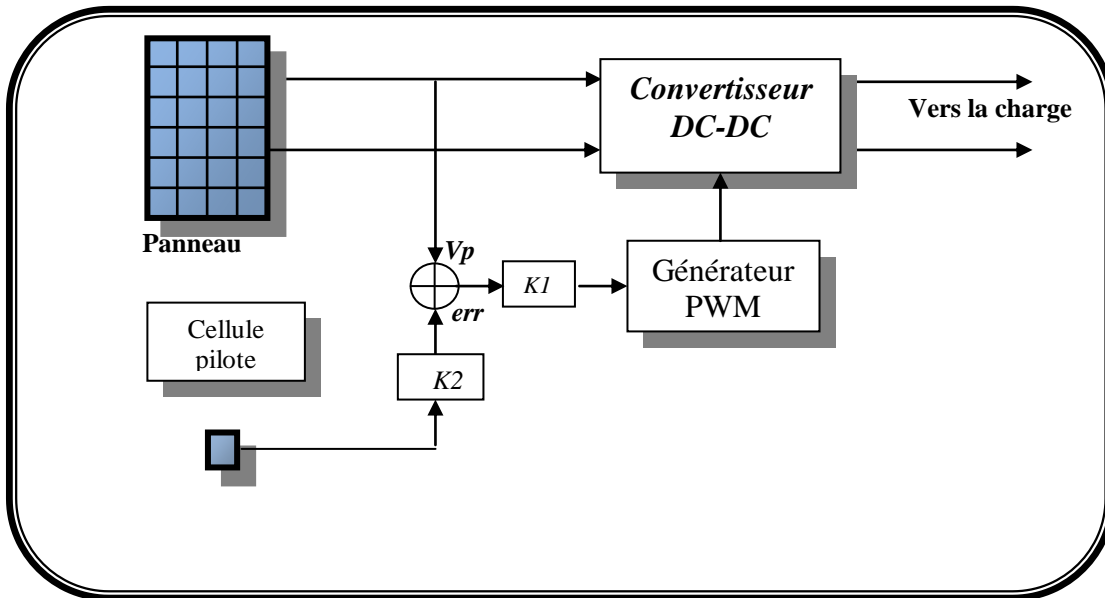 Convertisseur
DC-DC
Vers la charge
Panneau
Vp
err
K1
Générateur
PWM
Cellule
pilote
K2